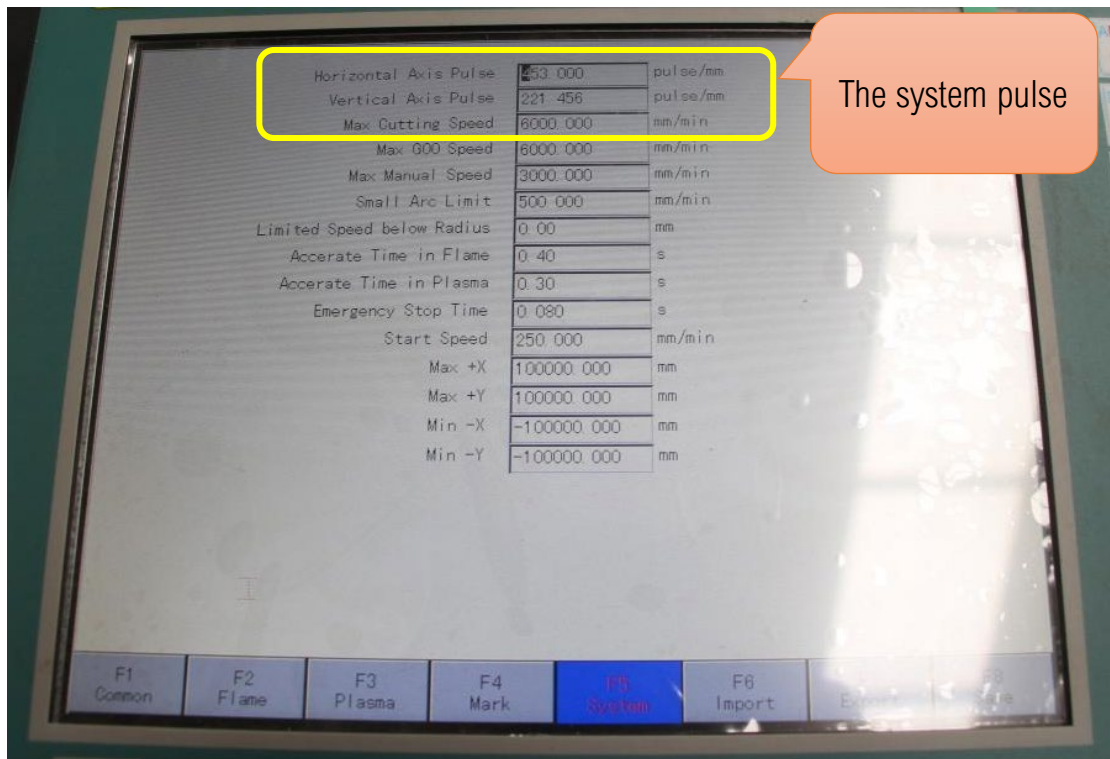 Horizontal Axis Pulse 453.000 pulse/mm
Vertical Axis Pulse 221.456 pulse/mm
Max Cutting Speed 6000.000 mm/min
Max G00 Speed 6000.000 mm/min
Max Manual Speed 3000.000 mm/min
Small Arc Limit 500.000 mm/min
Limited Speed below Radius 0.00 mm
Accerate Time in Flame 0.40 s
Accerate Time in Plasma 0.30 s
Emergency Stop Time 0.080 s
Start Speed 250.000 mm/min
Max +X 100000.000 mm
Max +Y 100000.000 mm
Min -X -100000.000 mm
Min -Y -100000.000 mm
The system pulse
F1 F2 F3 F4 F5 F6 F8
Common Flame Plasma Mark System Import